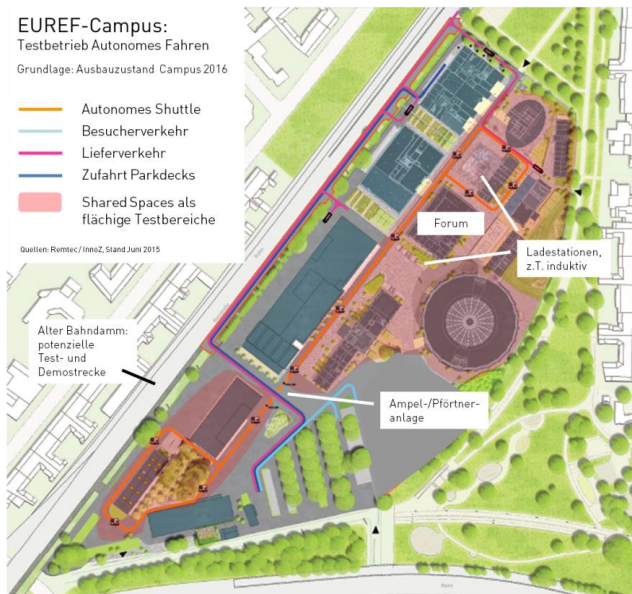 EUREF-Campus:
Testbetrieb Autonomes Fahren
Grundlage: Ausbauzustand Campus 2016
Autonomes Shuttle
Besucherverkehr
Lieferverkehr
Zufahrt Parkdecks
Shared Spaces als
flächige Testbereiche
Quellen: Remtec / InnoZ, Stand Juni 2015
Forum
Ladestationen,
z.T. induktiv
Alter Bahndamm:
potenzielle
Test- und
Demostrecke
Ampel-/Pförtner-
anlage